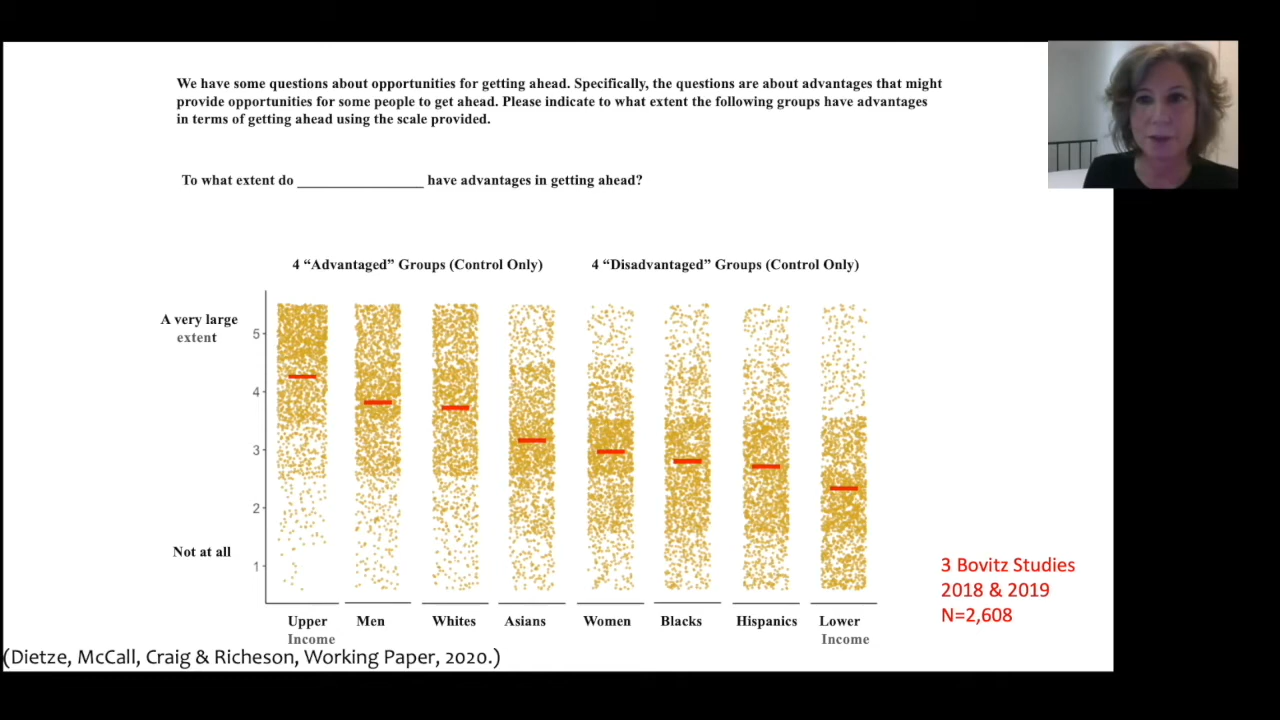 We have some questions about opportunities for getting ahead. Specifically, the questions are about advantages that might
provide opportunities for some people to get ahead. Please indicate to what extent the following groups have advantages
in terms of getting ahead using the scale provided.
To what extent do ________________ have advantages in getting ahead?
4 “Advantaged” Groups (Control Only)
4 “Disadvantaged” Groups (Control Only)
A very large
extent
5
4
3
2
Not at all
1
Upper
Income
Men
Whites
Asians
Women
Blacks
Hispanics
Lower
Income
3 Bovitz Studies
2018 & 2019
N=2,608
(Dietze, McCall, Craig & Richeson, Working Paper, 2020.)